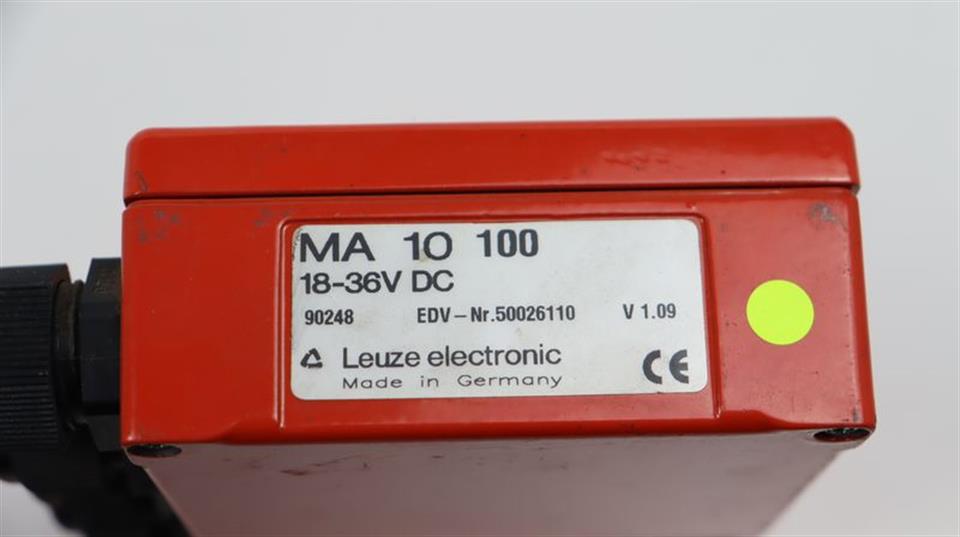 MA 10 100
18-36V DC
90248 EDV-Nr.50026110 V 1.09
Leuze electronic
Made in Germany
CE